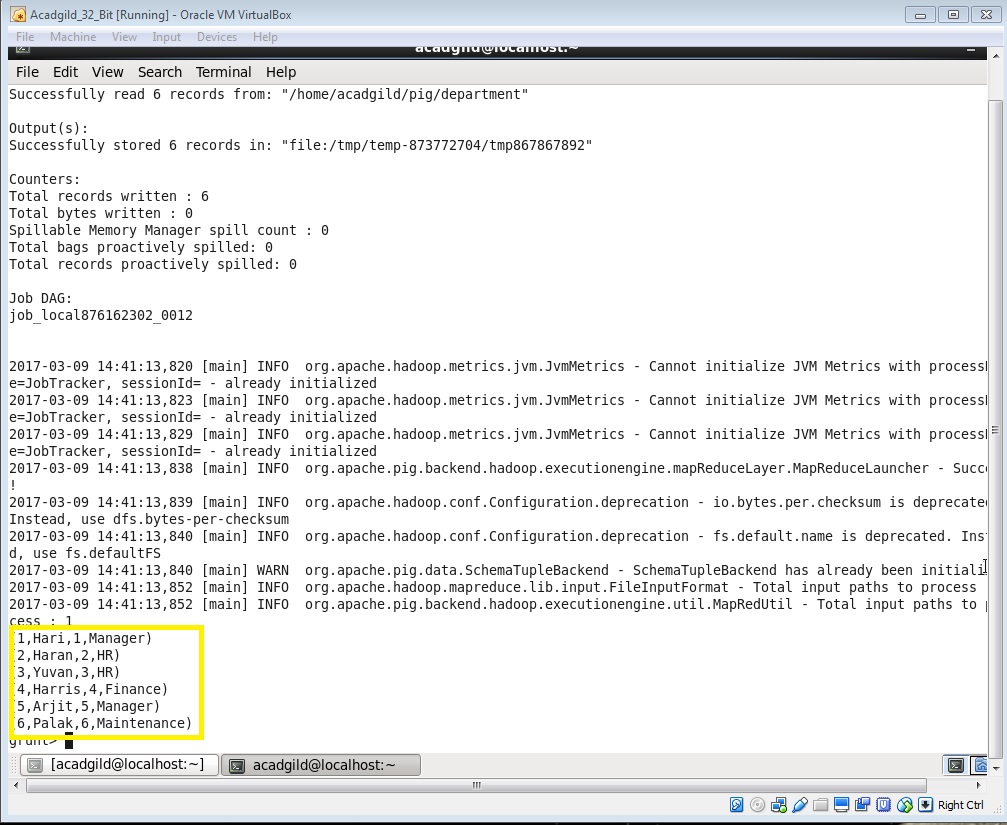 Acadgild_32_Bit [Running] - Oracle VM VirtualBox
File Machine View Input Devices Help
acadgild@localhost:~
File Edit View Search Terminal Help
Successfully read 6 records from: "/home/acadgild/pig/department"
Output(s):
Successfully stored 6 records in: "file:/tmp/temp-873772704/tmp867867892"
Counters:
Total records written : 6
Total bytes written : 0
Spillable Memory Manager spill count : 0
Total bags proactively spilled: 0
Total records proactively spilled: 0
Job DAG:
job_local876162302_0012
2017-03-09 14:41:13,820 [main] INFO  org.apache.hadoop.metrics.jvm.JvmMetrics - Cannot initialize JVM Metrics with process
e=JobTracker, sessionId= - already initialized
2017-03-09 14:41:13,823 [main] INFO  org.apache.hadoop.metrics.jvm.JvmMetrics - Cannot initialize JVM Metrics with process
e=JobTracker, sessionId= - already initialized
2017-03-09 14:41:13,829 [main] INFO  org.apache.hadoop.metrics.jvm.JvmMetrics - Cannot initialize JVM Metrics with process
e=JobTracker, sessionId= - already initialized
2017-03-09 14:41:13,838 [main] INFO  org.apache.pig.backend.hadoop.executionengine.mapReduceLayer.MapReduceLauncher - Succ
!
2017-03-09 14:41:13,839 [main] INFO  org.apache.hadoop.conf.Configuration.deprecation - io.bytes.per.checksum is deprecate
Instead, use dfs.bytes-per-checksum
2017-03-09 14:41:13,840 [main] INFO  org.apache.hadoop.conf.Configuration.deprecation - fs.default.name is deprecated. Inst
d, use fs.defaultFS
2017-03-09 14:41:13,840 [main] WARN  org.apache.pig.data.SchemaTupleBackend - SchemaTupleBackend has already been initiali
2017-03-09 14:41:13,852 [main] INFO  org.apache.hadoop.mapreduce.lib.input.FileInputFormat - Total input paths to process
2017-03-09 14:41:13,852 [main] INFO  org.apache.pig.backend.hadoop.executionengine.util.MapRedUtil - Total input paths to p
cess : 1
(1,Hari,1,Manager)
(2,Haran,2,HR)
(3,Yuvan,3,HR)
(4,Harris,4,Finance)
(5,Arjit,5,Manager)
(6,Palak,6,Maintenance)
grunt>
[acadgild@localhost:~] acadgild@localhost:~
Right Ctrl